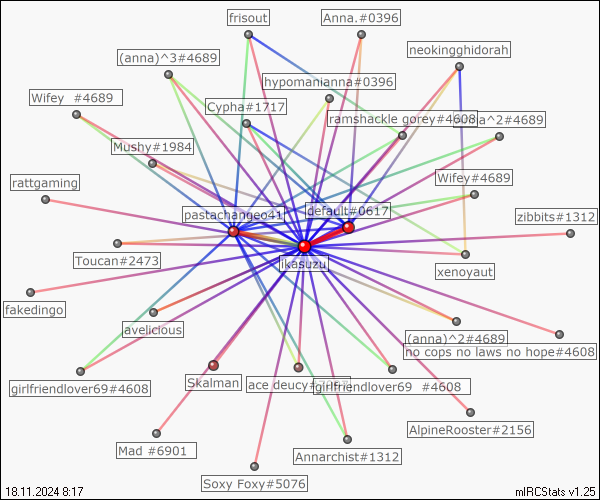 frisout
Anna.#0396
neokingghidorah
(anna)^3#4689
hypomanianna#0396
Wifey  #4689
Cypha#1717
ramshackle gorey#4608
^2#4689
Mushy#1984
rattgaming
Wifey#4689
pastachangeo41
default#0617
zibbits#1312
Toucan#2473
ikasuzu
xenoyaut
fakedingo
avelicious
(anna)^2#4689
no cops no laws no hope#4608
girlfriendlover69#4608
Skalman
ace deucy#
girlfriendlover69  #4608
AlpineRooster#2156
Mad #6901
Annarchist#1312
Soxy Foxy#5076
18.11.2024 8:17
mIRCStats v1.25